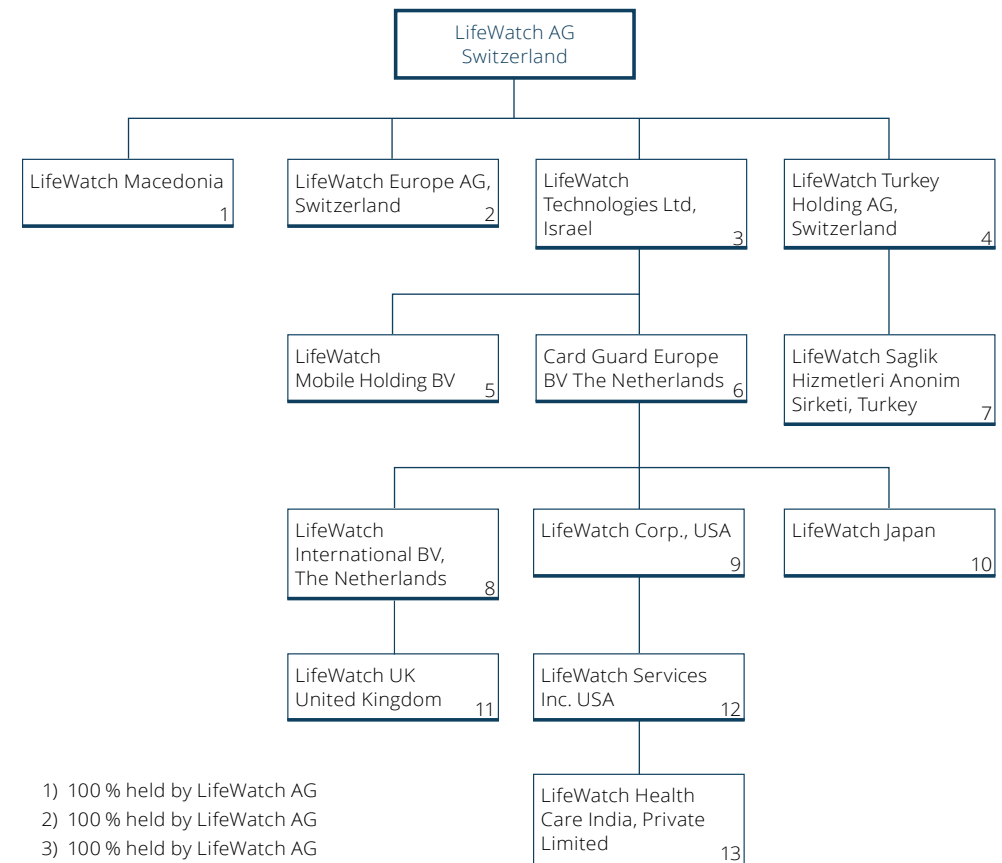 LifeWatch AG
Switzerland
LifeWatch Macedonia
1
LifeWatch Europe AG,
Switzerland
2
LifeWatch
Technologies Ltd,
Israel
3
LifeWatch Turkey
Holding AG,
Switzerland
4
LifeWatch
Mobile Holding BV
5
Card Guard Europe
BV The Netherlands
6
LifeWatch Saglik
Hizmetleri Anonim
Sirketi, Turkey
7
LifeWatch
International BV,
The Netherlands
8
LifeWatch Corp., USA
9
LifeWatch Japan
10
LifeWatch UK
United Kingdom
11
LifeWatch Services
Inc. USA
12
LifeWatch Health
Care India, Private
Limited
13
1) 100 % held by LifeWatch AG
2) 100 % held by LifeWatch AG
3) 100 % held by LifeWatch AG